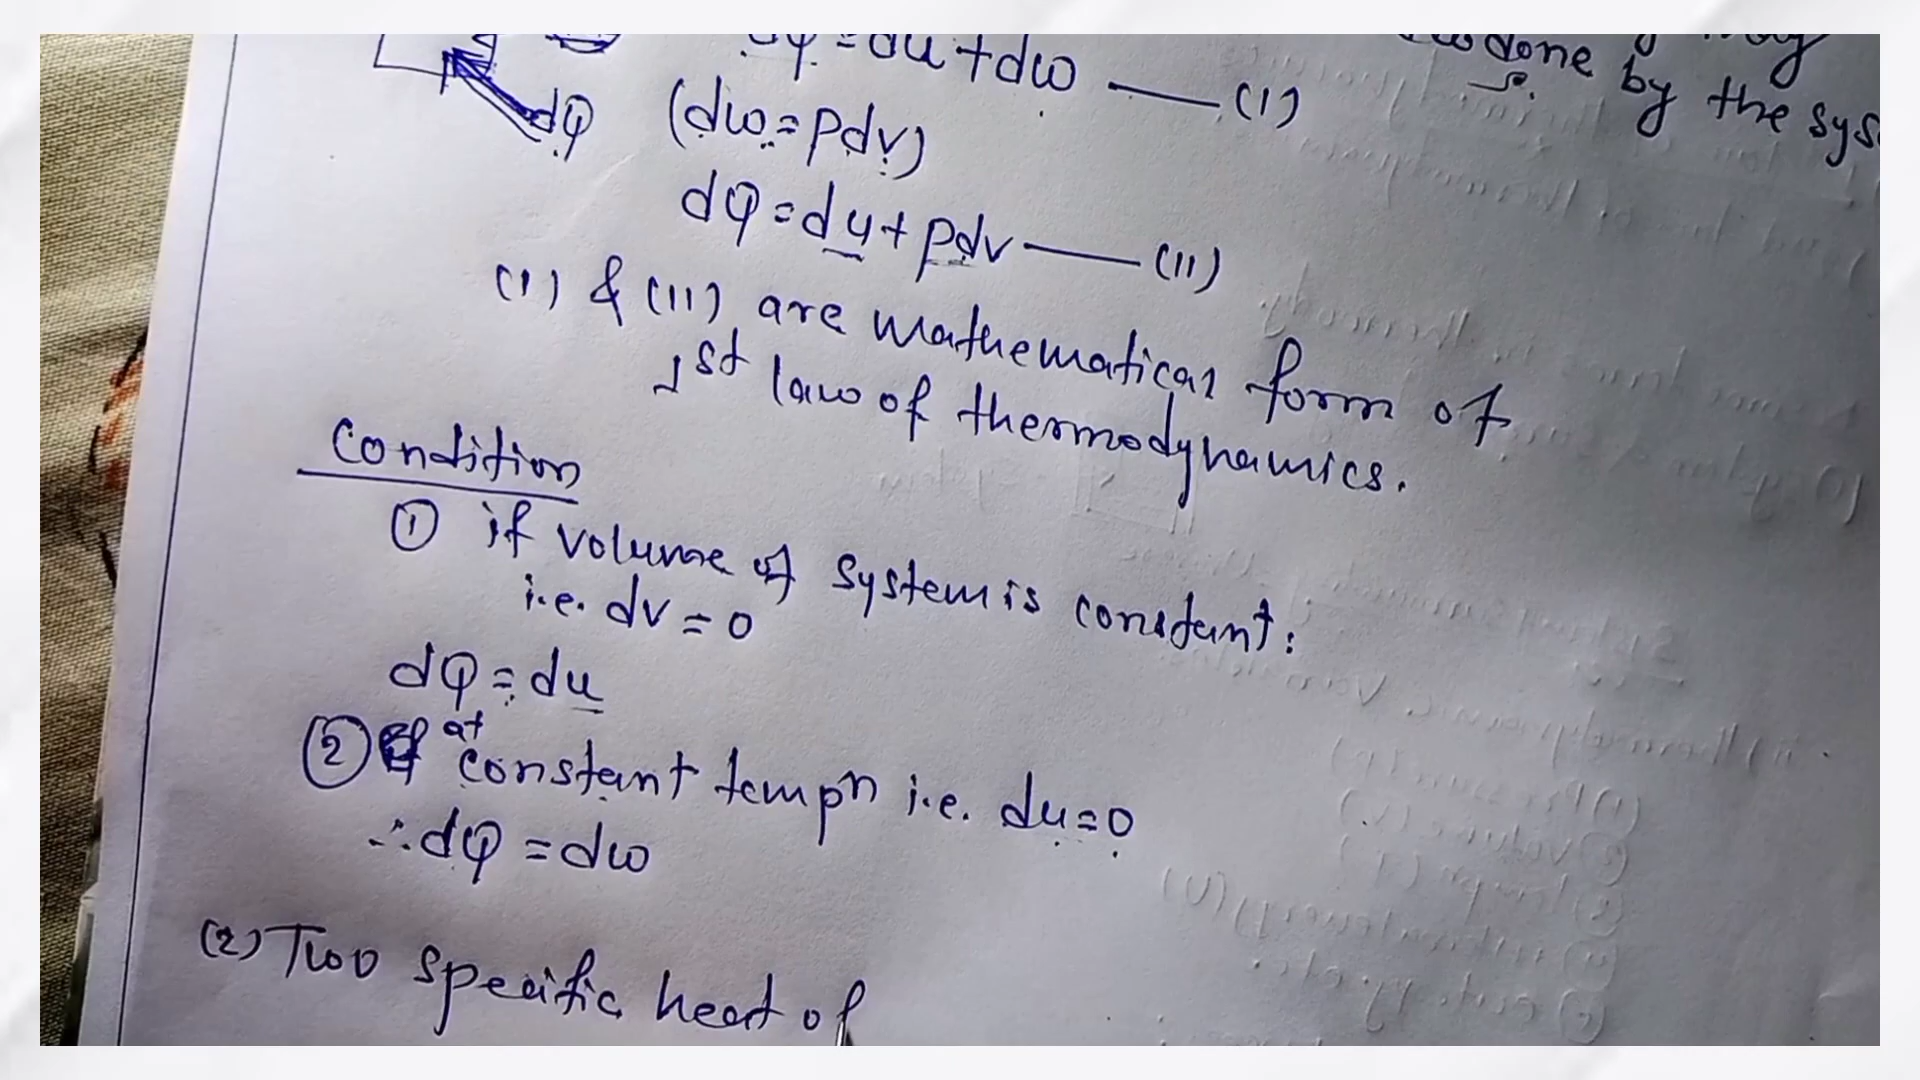 dQ = du + dw —— (I)
done by the sys
dQ (dw = pdv)
dQ = du + pdv —— (II)
(I) & (II) are mathematical form of
1st law of thermodynamics.
Condition
① if volume of system is constant:
i.e. dv = 0
dQ = du
② at constant tempn i.e. du = 0
∴ dQ = dw
(2) Two specific heat of